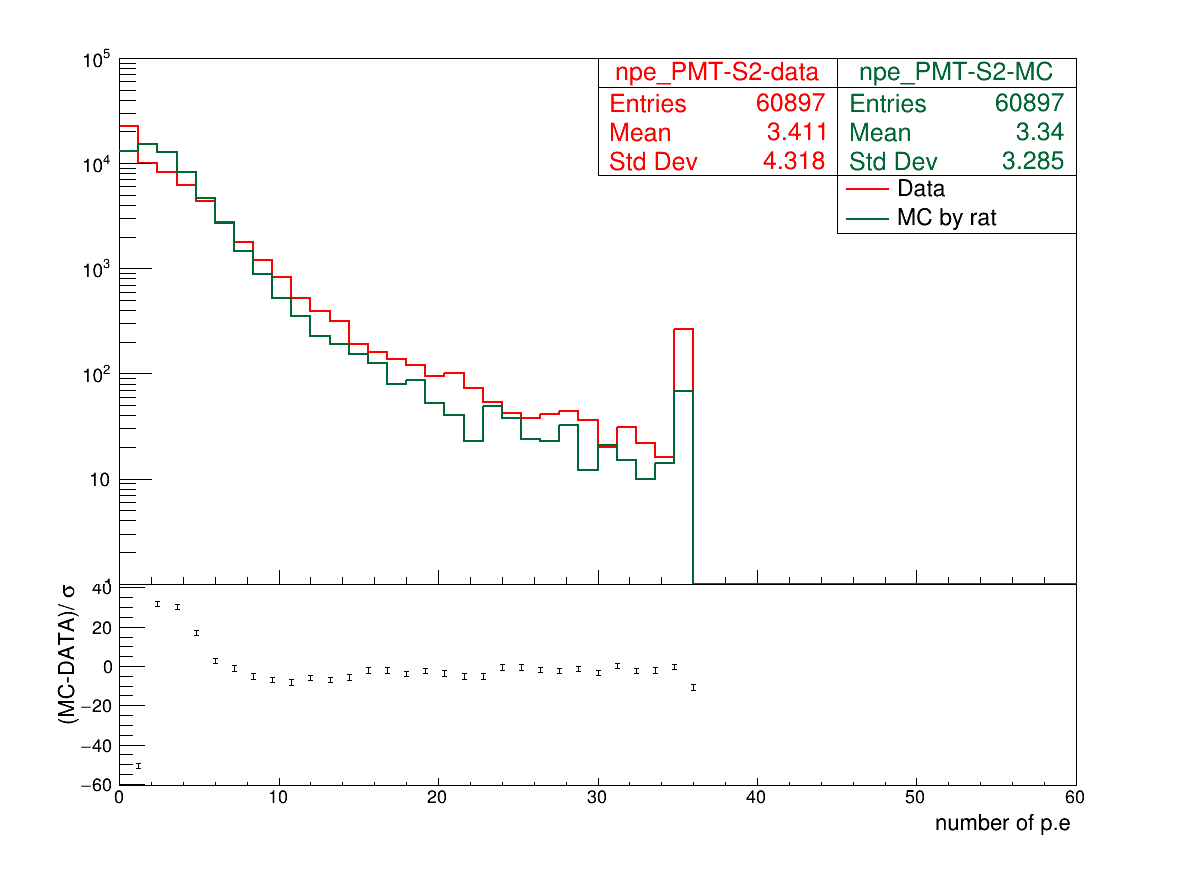 npe_PMT-S2-data
Entries 60897
Mean 3.411
Std Dev 4.318
npe_PMT-S2-MC
Entries 60897
Mean 3.34
Std Dev 3.285
Data
MC by rat
10^5
10^4
10^3
10^2
10
1
(MC-DATA)/ σ
40
20
0
−20
−40
−60
0 10 20 30 40 50 60
number of p.e